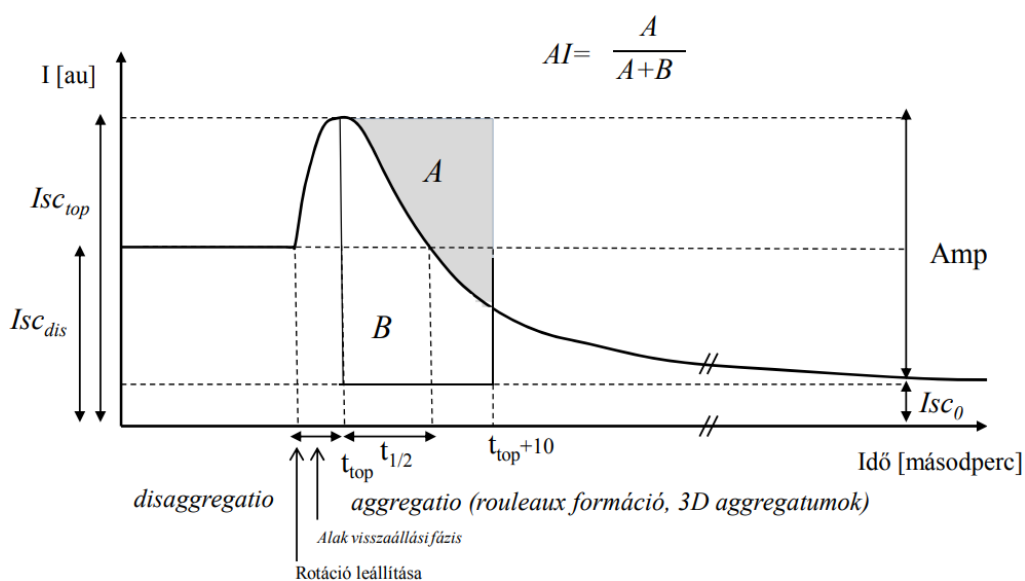 AI= A
A+B
I [au]
A
Isc_top
Amp
B
Isc_dis
Isc_0
t_top
t_1/2
t_top+10
Idő [másodperc]
disaggregatio
aggregatio (rouleaux formáció, 3D aggregatumok)
Alak visszaállási fázis
Rotáció leállítása